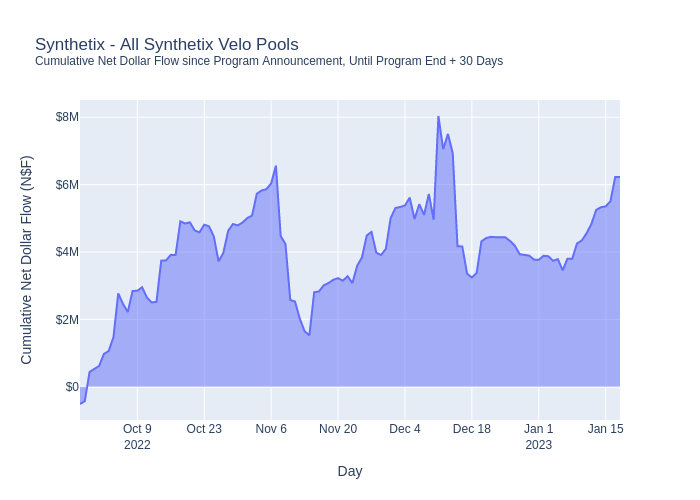 Synthetix - All Synthetix Velo Pools
Cumulative Net Dollar Flow since Program Announcement, Until Program End + 30 Days
Cumulative Net Dollar Flow (N$F)
$8M
$6M
$4M
$2M
$0
Oct 9 Oct 23 Nov 6 Nov 20 Dec 4 Dec 18 Jan 1 Jan 15
2022 2023
Day